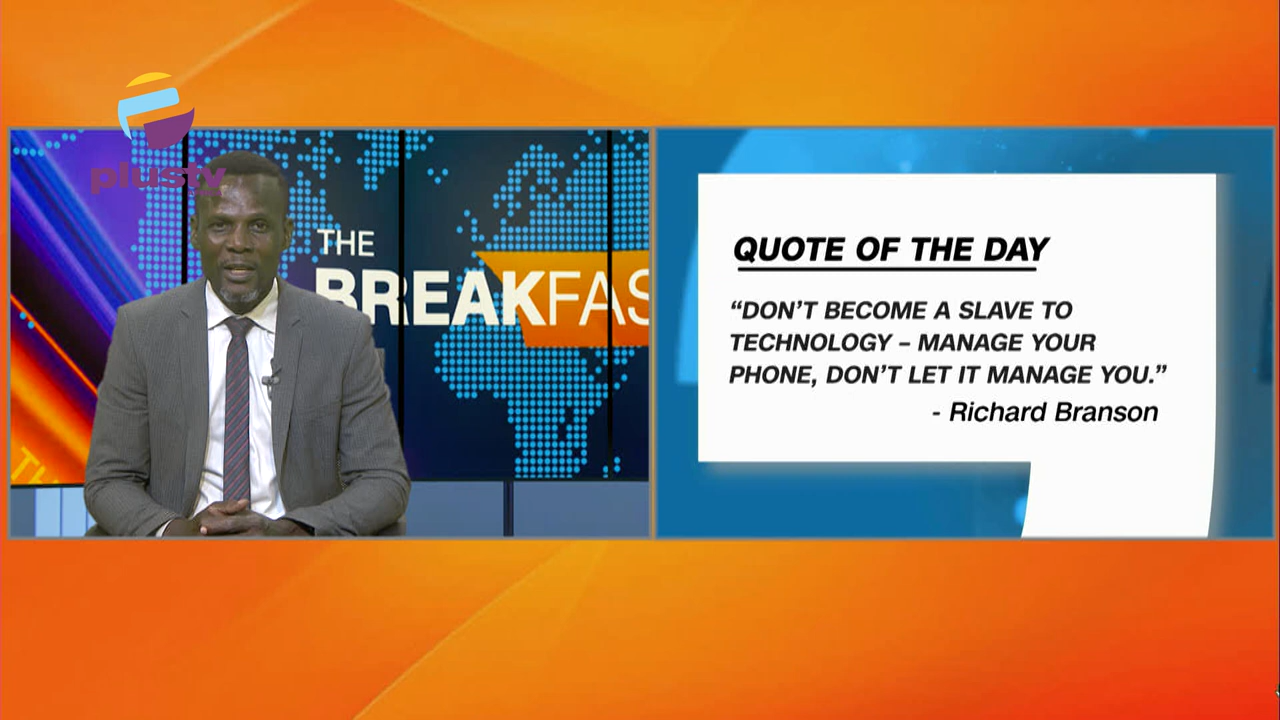 plustv
THE
BREAKFAS
TH
QUOTE OF THE DAY
“DON’T BECOME A SLAVE TO
TECHNOLOGY – MANAGE YOUR
PHONE, DON’T LET IT MANAGE YOU.”
- Richard Branson